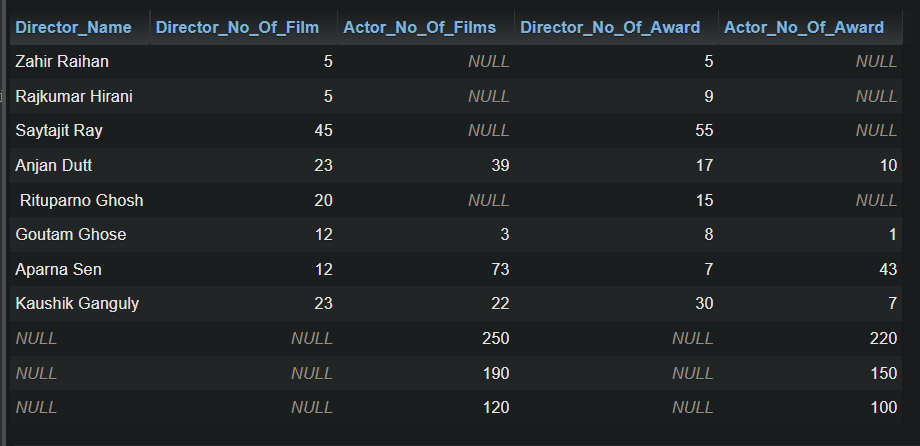 Director_Name Director_No_Of_Film Actor_No_Of_Films Director_No_Of_Award Actor_No_Of_Award
Zahir Raihan 5 NULL 5 NULL
Rajkumar Hirani 5 NULL 9 NULL
Saytajit Ray 45 NULL 55 NULL
Anjan Dutt 23 39 17 10
Rituparno Ghosh 20 NULL 15 NULL
Goutam Ghose 12 3 8 1
Aparna Sen 12 73 7 43
Kaushik Ganguly 23 22 30 7
NULL NULL 250 NULL 220
NULL NULL 190 NULL 150
NULL NULL 120 NULL 100